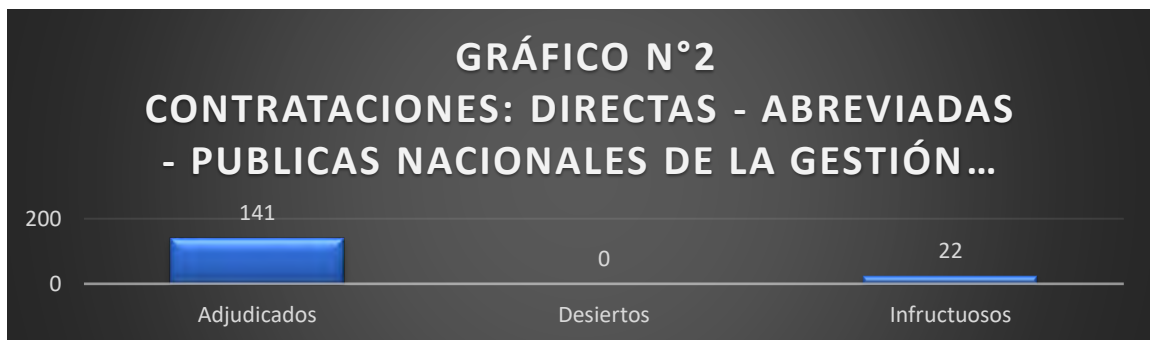 GRÁFICO N°2
CONTRATACIONES: DIRECTAS - ABREVIADAS
- PUBLICAS NACIONALES DE LA GESTIÓN…
200
141
0
22
0
Adjudicados
Desiertos
Infructuosos